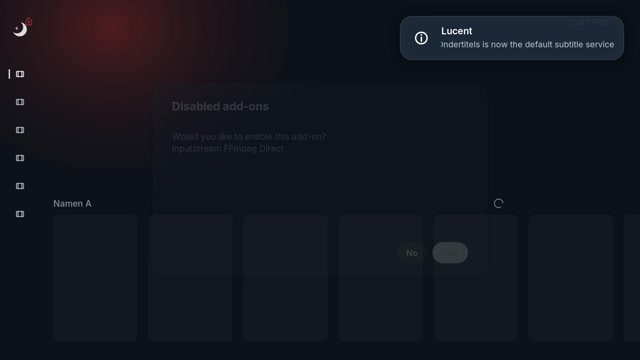 Lucent
Ondertitels is now the default subtitle service
Disabled add-ons
Would you like to enable this add-on?
Inputstream FFmpeg Direct
Namen A
No
Yes